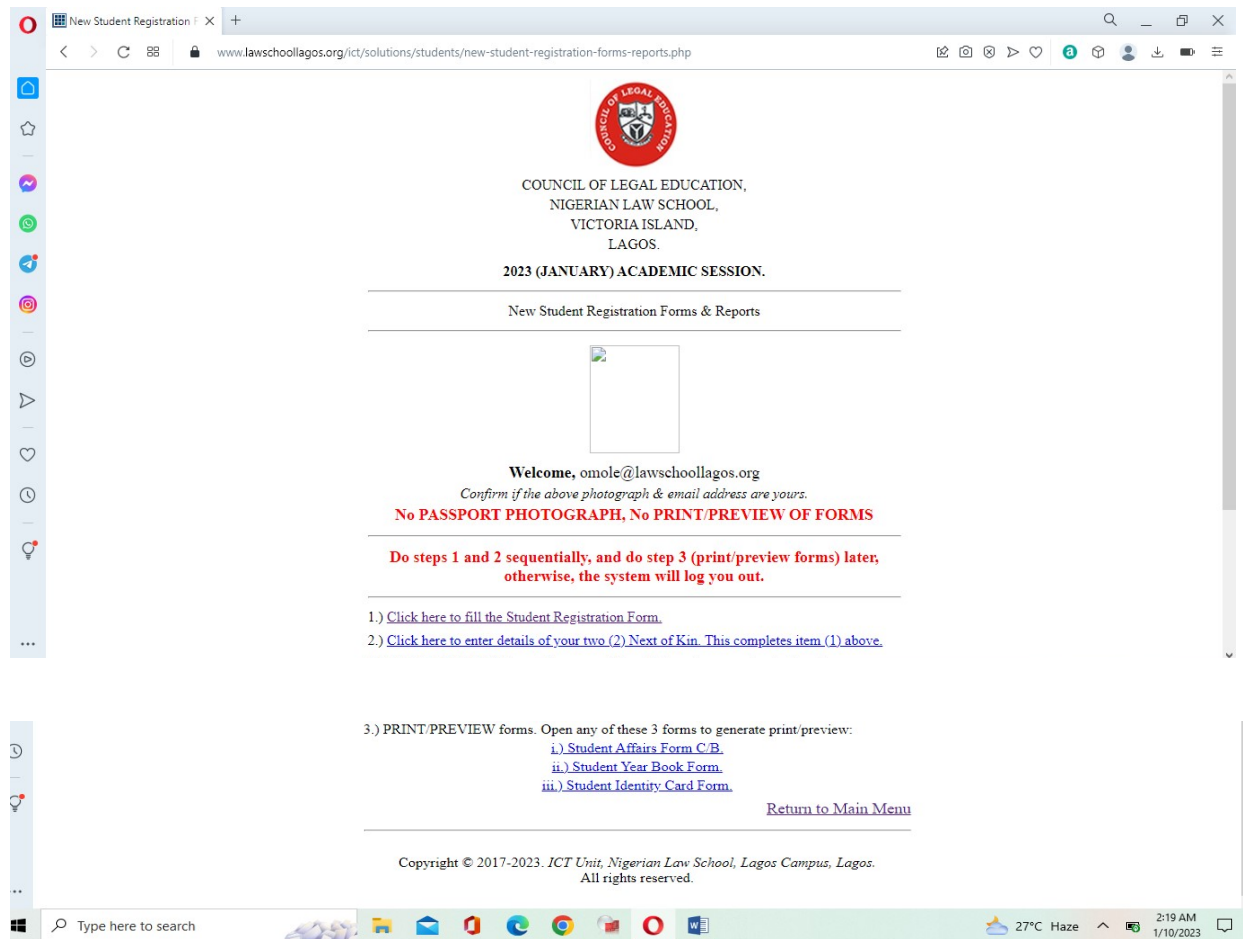 New Student Registration F
www.lawschoollagos.org/ict/solutions/students/new-student-registration-forms-reports.php
COUNCIL OF LEGAL EDUCATION
COUNCIL OF LEGAL EDUCATION,
NIGERIAN LAW SCHOOL,
VICTORIA ISLAND,
LAGOS.
2023 (JANUARY) ACADEMIC SESSION.
New Student Registration Forms & Reports
Welcome, omole@lawschoollagos.org
Confirm if the above photograph & email address are yours.
No PASSPORT PHOTOGRAPH, No PRINT/PREVIEW OF FORMS
Do steps 1 and 2 sequentially, and do step 3 (print/preview forms) later,
otherwise, the system will log you out.
1.) Click here to fill the Student Registration Form.
2.) Click here to enter details of your two (2) Next of Kin. This completes item (1) above.
3.) PRINT/PREVIEW forms. Open any of these 3 forms to generate print/preview:
i.) Student Affairs Form C/B.
ii.) Student Year Book Form.
iii.) Student Identity Card Form.
Return to Main Menu
Copyright © 2017-2023. ICT Unit, Nigerian Law School, Lagos Campus, Lagos.
All rights reserved.
Type here to search
27°C Haze
2:19 AM
1/10/2023